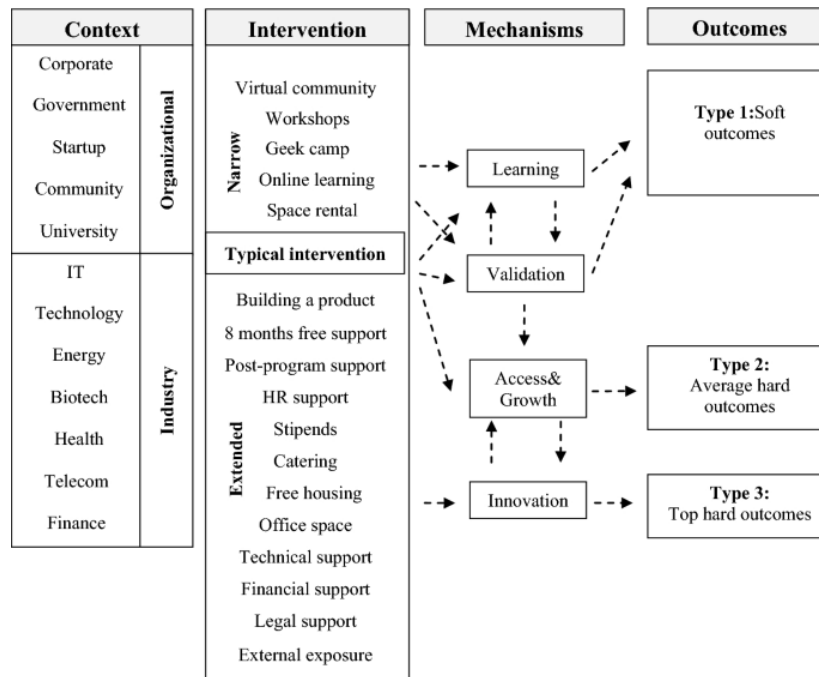 Context
Corporate
Government
Startup
Community
University
Organizational
IT
Technology
Energy
Biotech
Health
Telecom
Finance
Industry
Intervention
Virtual community
Workshops
Geek camp
Online learning
Space rental
Narrow
Typical intervention
Building a product
8 months free support
Post-program support
HR support
Stipends
Catering
Free housing
Office space
Technical support
Financial support
Legal support
External exposure
Extended
Mechanisms
Learning
Validation
Access&
Growth
Innovation
Outcomes
Type 1:Soft
outcomes
Type 2:
Average hard
outcomes
Type 3:
Top hard outcomes